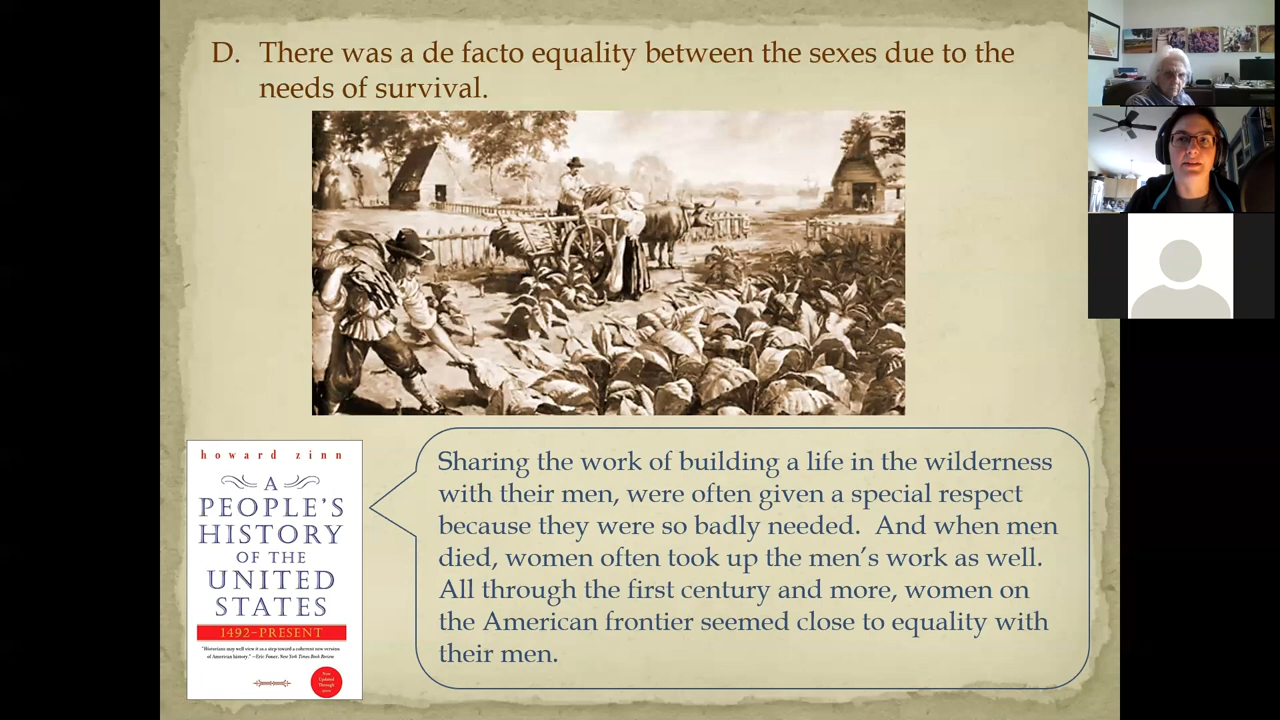 D. There was a de facto equality between the sexes due to the
needs of survival.
howard zinn
A
PEOPLE'S
HISTORY
OF THE
UNITED
STATES
1492–PRESENT
"Historians may well view it as a step toward a coherent new version
of American history." —Eric Foner, New York Times Book Review
New
Updated
Through
Sharing the work of building a life in the wilderness
with their men, were often given a special respect
because they were so badly needed.  And when men
died, women often took up the men's work as well.
All through the first century and more, women on
the American frontier seemed close to equality with
their men.